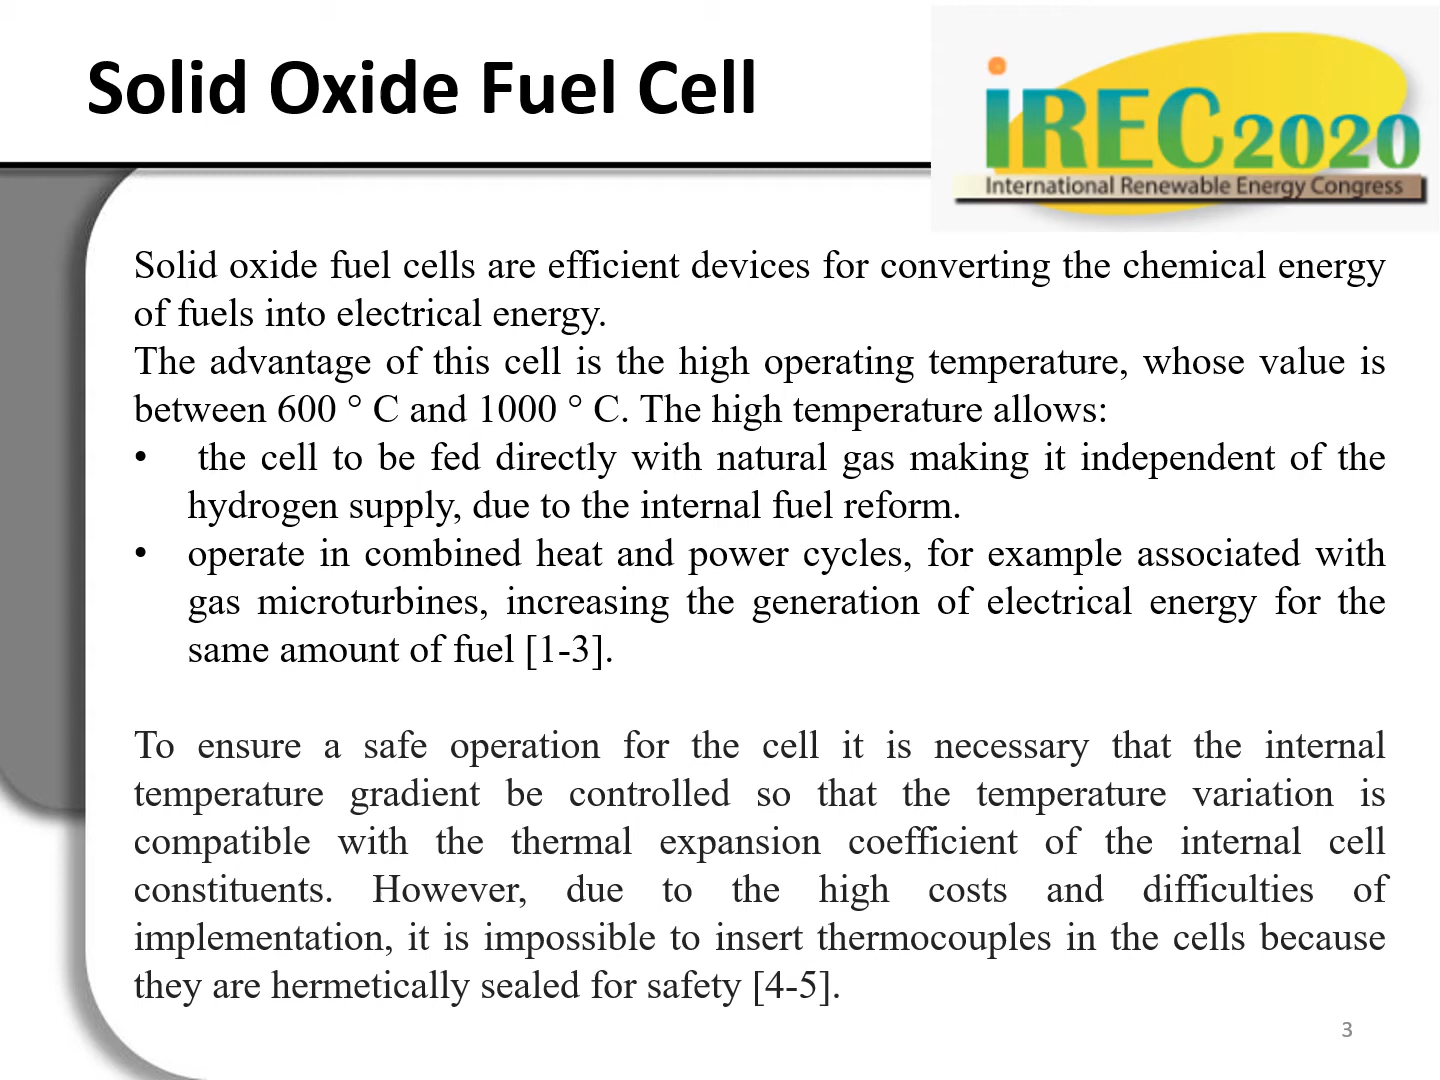 Solid Oxide Fuel Cell
iREC2020
International Renewable Energy Congress
Solid oxide fuel cells are efficient devices for converting the chemical energy
of fuels into electrical energy.
The advantage of this cell is the high operating temperature, whose value is
between 600 ° C and 1000 ° C. The high temperature allows:
• the cell to be fed directly with natural gas making it independent of the
hydrogen supply, due to the internal fuel reform.
• operate in combined heat and power cycles, for example associated with
gas microturbines, increasing the generation of electrical energy for the
same amount of fuel [1-3].
To ensure a safe operation for the cell it is necessary that the internal
temperature gradient be controlled so that the temperature variation is
compatible with the thermal expansion coefficient of the internal cell
constituents. However, due to the high costs and difficulties of
implementation, it is impossible to insert thermocouples in the cells because
they are hermetically sealed for safety [4-5].
3